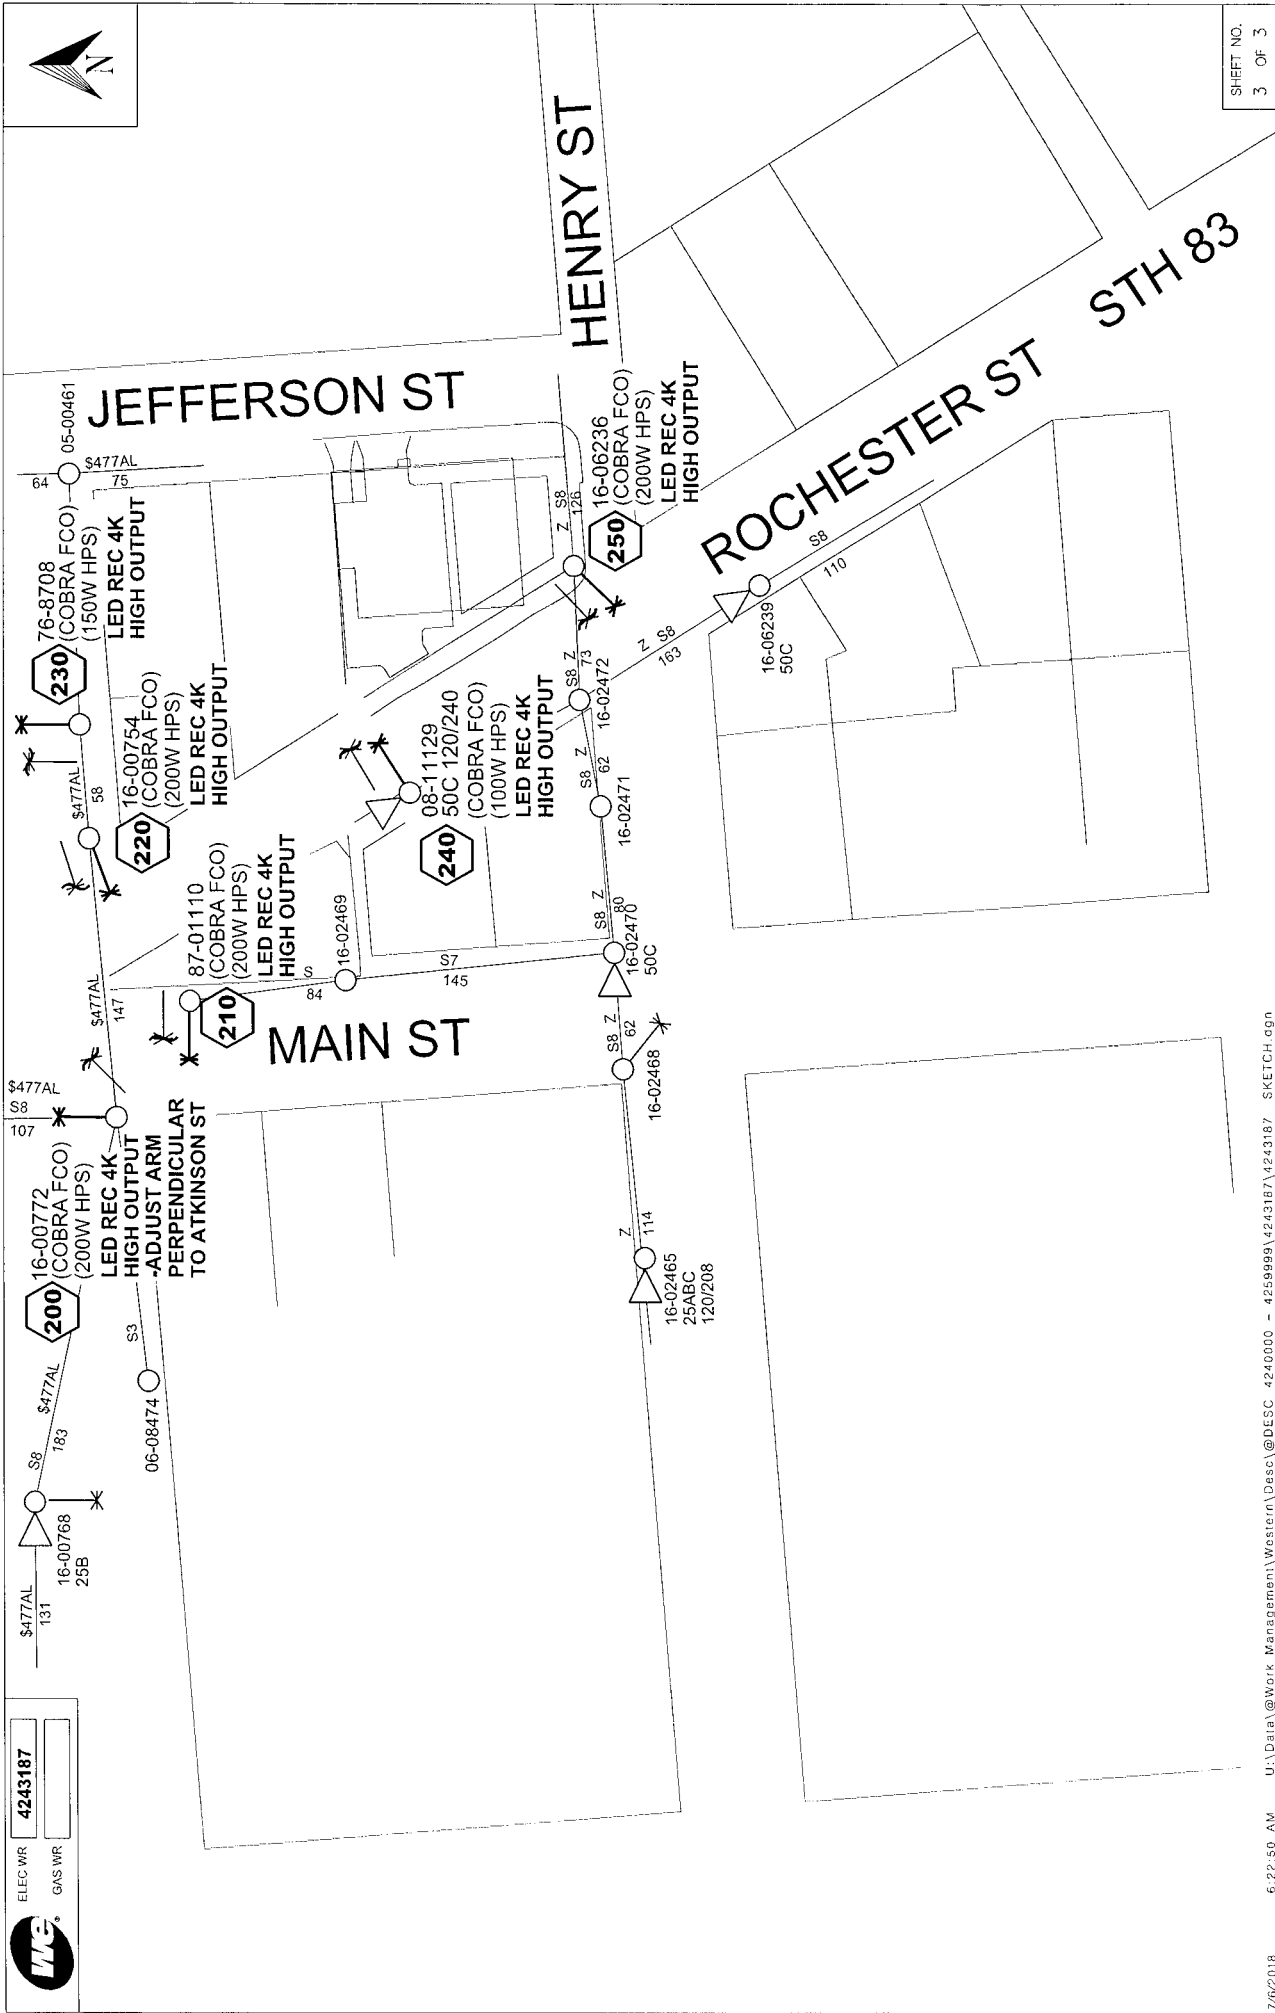 we
ELEC WR
4243187
GAS WR
N
SHEET NO.
3 OF 3
$477AL
131
16-00768
25B
S8
$477AL
183
200
16-00772
(COBRA FCO)
(200W HPS)
LED REC 4K
HIGH OUTPUT
-ADJUST ARM
PERPENDICULAR
TO ATKINSON ST
S3
06-08474
$477AL
S8
107
$477AL
147
210
87-01110
(COBRA FCO)
(200W HPS)
LED REC 4K
HIGH OUTPUT
220
16-00754
(COBRA FCO)
(200W HPS)
LED REC 4K
HIGH OUTPUT
$477AL
58
230
76-8708
(COBRA FCO)
(150W HPS)
LED REC 4K
HIGH OUTPUT
64
$477AL
75
05-00461
JEFFERSON ST
MAIN ST
S
84
16-02469
S7
145
240
08-11129
50C 120/240
(COBRA FCO)
(100W HPS)
LED REC 4K
HIGH OUTPUT
250
16-06236
(COBRA FCO)
(200W HPS)
LED REC 4K
HIGH OUTPUT
HENRY ST
16-02465
25ABC
120/208
Z
114
16-02468
S8 Z
62
16-02470
50C
S8 Z
80
16-02471
S8 Z
62
16-02472
S8 Z
73
Z S8
126
Z S8
163
16-06239
50C
S8
110
ROCHESTER ST
STH 83
7/6/2018 6:22:50 AM U:\Data\@Work Management\Western\Desc\@DESC 4240000 - 4259999\4243187\4243187 SKETCH.dgn